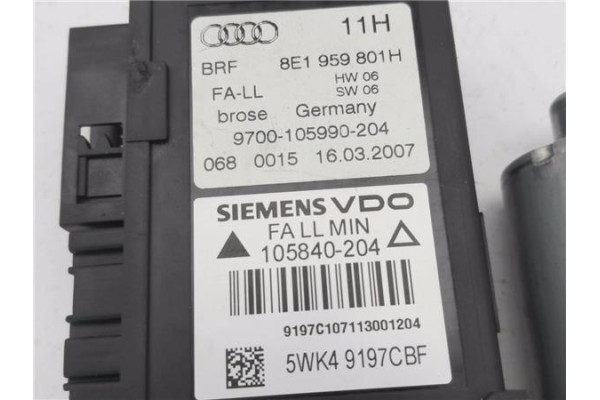 11H
BRF 8E1 959 801H
FA-LL HW 06
SW 06
brose Germany
9700-105990-204
068 0015 16.03.2007
SIEMENS VDO
FA LL MIN
105840-204
9197C107113001204
5WK4 9197CBF